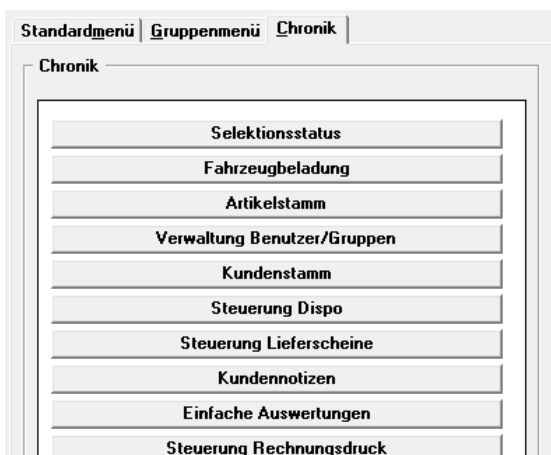 Standardmenü Gruppenmenü Chronik
Chronik
Selektionsstatus
Fahrzeugbeladung
Artikelstamm
Verwaltung Benutzer/Gruppen
Kundenstamm
Steuerung Dispo
Steuerung Lieferscheine
Kundennotizen
Einfache Auswertungen
Steuerung Rechnungsdruck